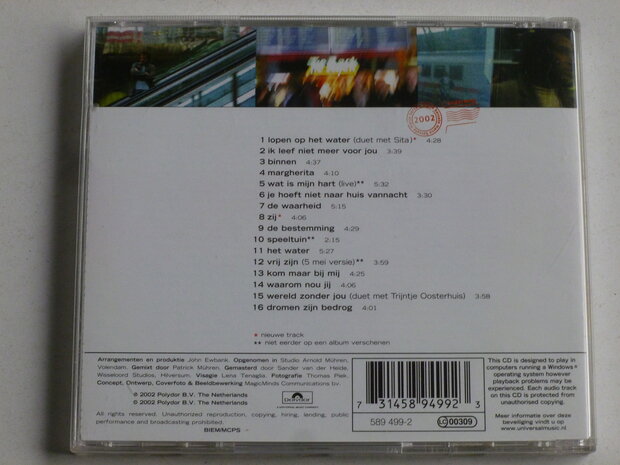 2002
1 lopen op het water (duet met Sita)* 4:28
2 ik leef niet meer voor jou 3:39
3 binnen 4:37
4 margherita 4:10
5 wat is mijn hart (live)** 5:32
6 je hoeft niet naar huis vannacht 3:30
7 de waarheid 5:15
8 zij* 4:06
9 de bestemming 4:29
10 speeltuin** 2:15
11 het water 5:27
12 vrij zijn (5 mei versie)** 3:59
13 kom maar bij mij 4:25
14 waarom nou jij 4:06
15 wereld zonder jou (duet met Trijntje Oosterhuis) 3:58
16 dromen zijn bedrog 4:01
* nieuwe track
** niet eerder op een album verschenen
Arrangementen en produktie John Ewbank. Opgenomen in Studio Arnold Mühren,
Volendam. Gemixt door Patrick Mühren, Gemasterd door Sander van der Heide,
Wisseloord Studios, Hilversum. Visagie Lena Tenaglia. Fotografie Thomas Piek.
Concept, Ontwerp, Coverfoto & Beeldbewerking MagicMinds Communications bv.
℗ 2002 Polydor B.V. The Netherlands
© 2002 Polydor B.V. The Netherlands
Polydor
A UNIVERSAL MUSIC COMPANY
All rights reserved. Unauthorized reproduction, copying, hiring, lending, public
performance and broadcasting prohibited.
BIEM/MCPS
7 31458 94992 3
589 499-2
LC 00309
This CD is designed to play in
computers running a Windows®
operating system however
playback problems may be
experienced. Each audio track
on this CD is protected from
unauthorised copying.
Meer informatie over deze
beveiliging vindt u op
www.universalmusic.nl